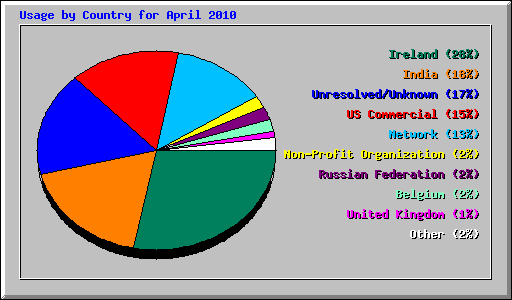 Usage by Country for April 2010
Ireland (28%)
India (18%)
Unresolved/Unknown (17%)
US Commercial (15%)
Network (13%)
Non-Profit Organization (2%)
Russian Federation (2%)
Belgium (2%)
United Kingdom (1%)
Other (2%)